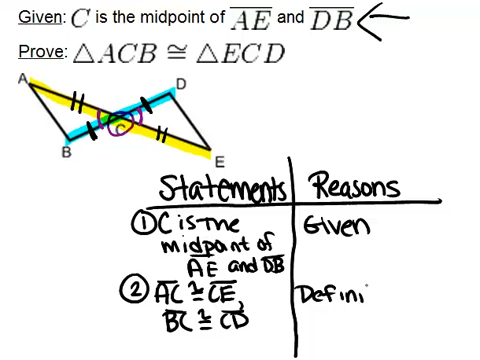 Given: C is the midpoint of AE and DB
Prove: △ACB ≅ △ECD
A
D
C
B
E
Statements Reasons
① C is the Given
midpoint of
AE and DB
② AC ≅ CE, Defini
BC ≅ CD